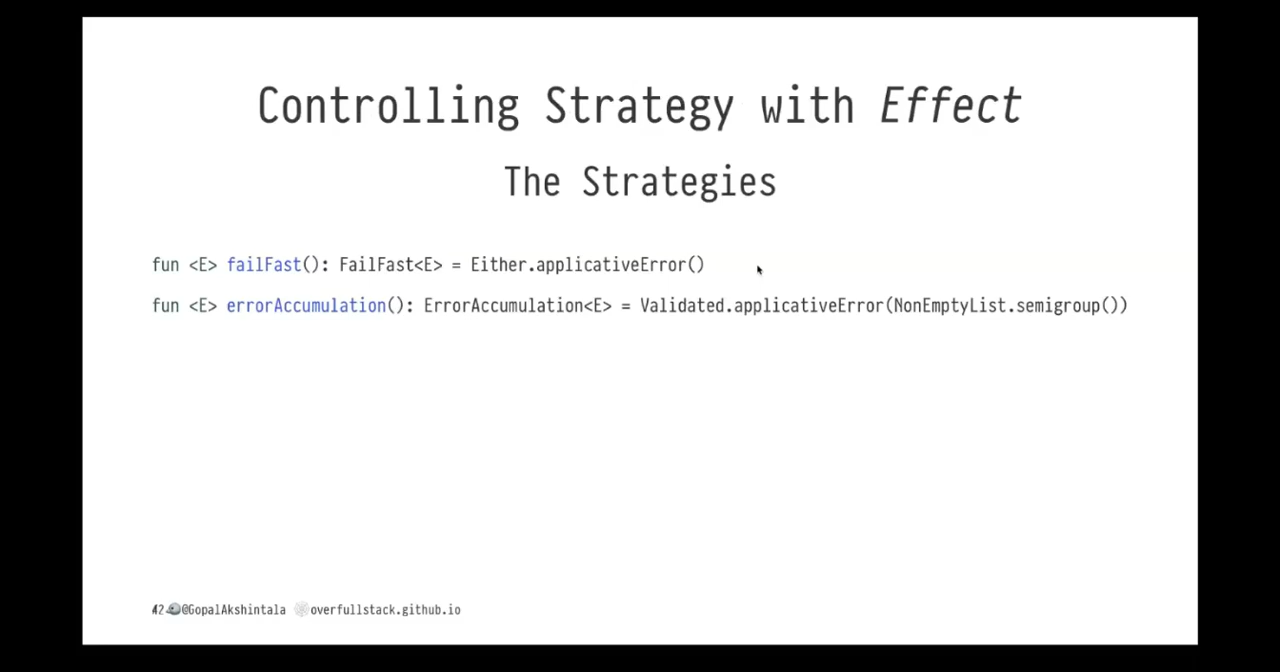 Controlling Strategy with Effect
The Strategies
fun <E> failFast(): FailFast<E> = Either.applicativeError()
fun <E> errorAccumulation(): ErrorAccumulation<E> = Validated.applicativeError(NonEmptyList.semigroup())
42 @GopalAkshintala overfullstack.github.io